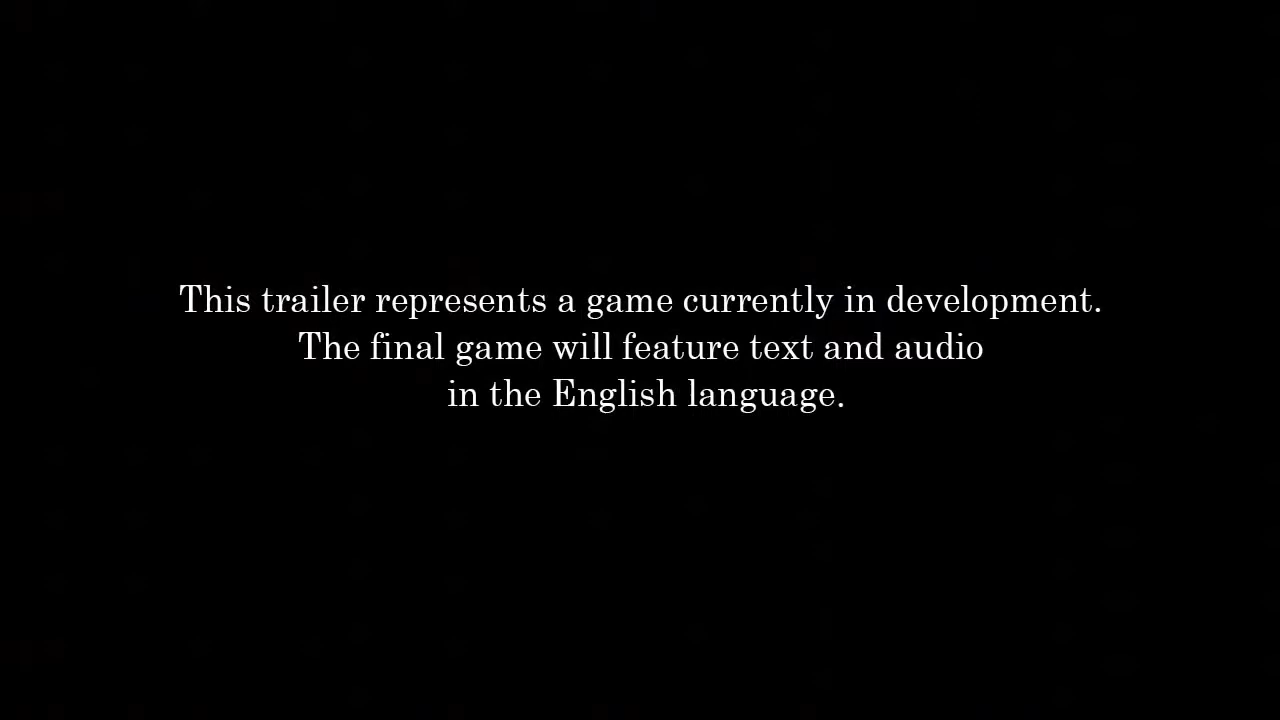 This trailer represents a game currently in development.
The final game will feature text and audio
in the English language.